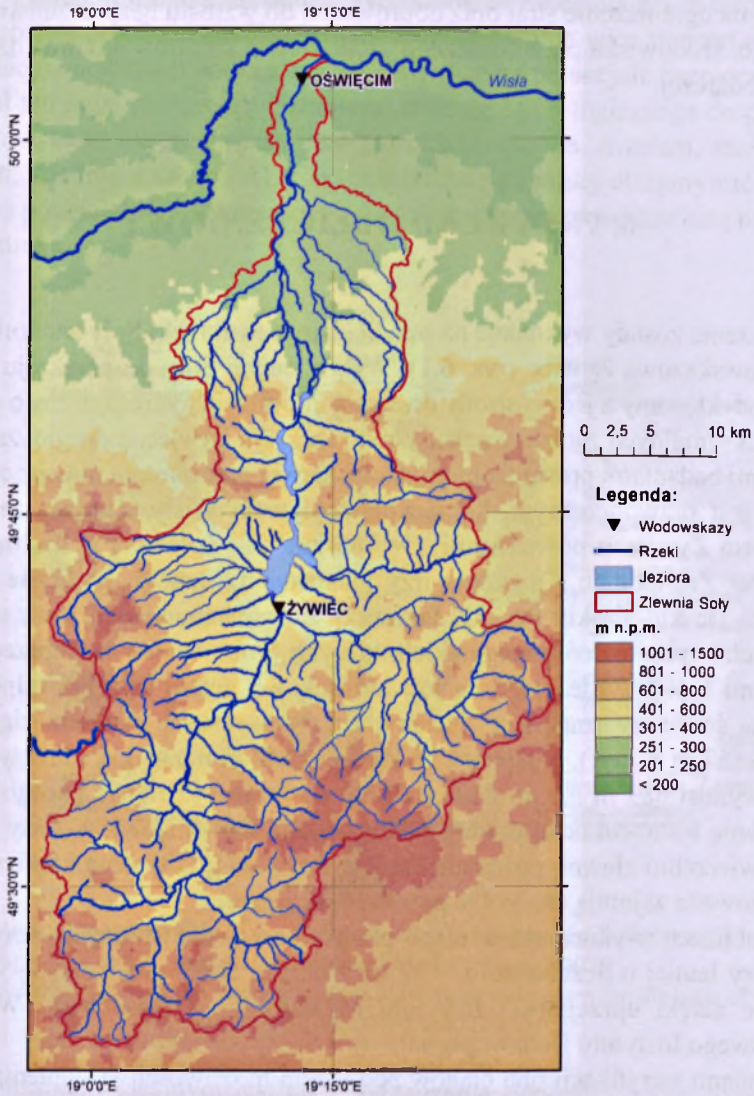 19°0'0"E
19°15'0"E
OŚWIĘCIM
Wisła
50°0'0"N
0 2,5 5 10 km
Legenda:
49°45'0"N
Wodowskazy
Rzeki
Jeziora
Zlewnia Soły
ŻYWIEC
m n.p.m.
1001 - 1500
801 - 1000
601 - 800
401 - 600
301 - 400
251 - 300
201 - 250
< 200
49°30'0"N
19°0'0"E
19°15'0"E